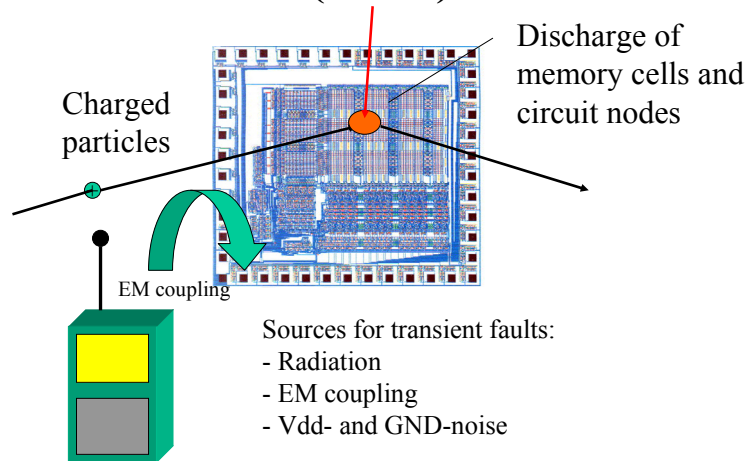 Discharge of
memory cells and
circuit nodes
Charged
particles
EM coupling
Sources for transient faults:
- Radiation
- EM coupling
- Vdd- and GND-noise